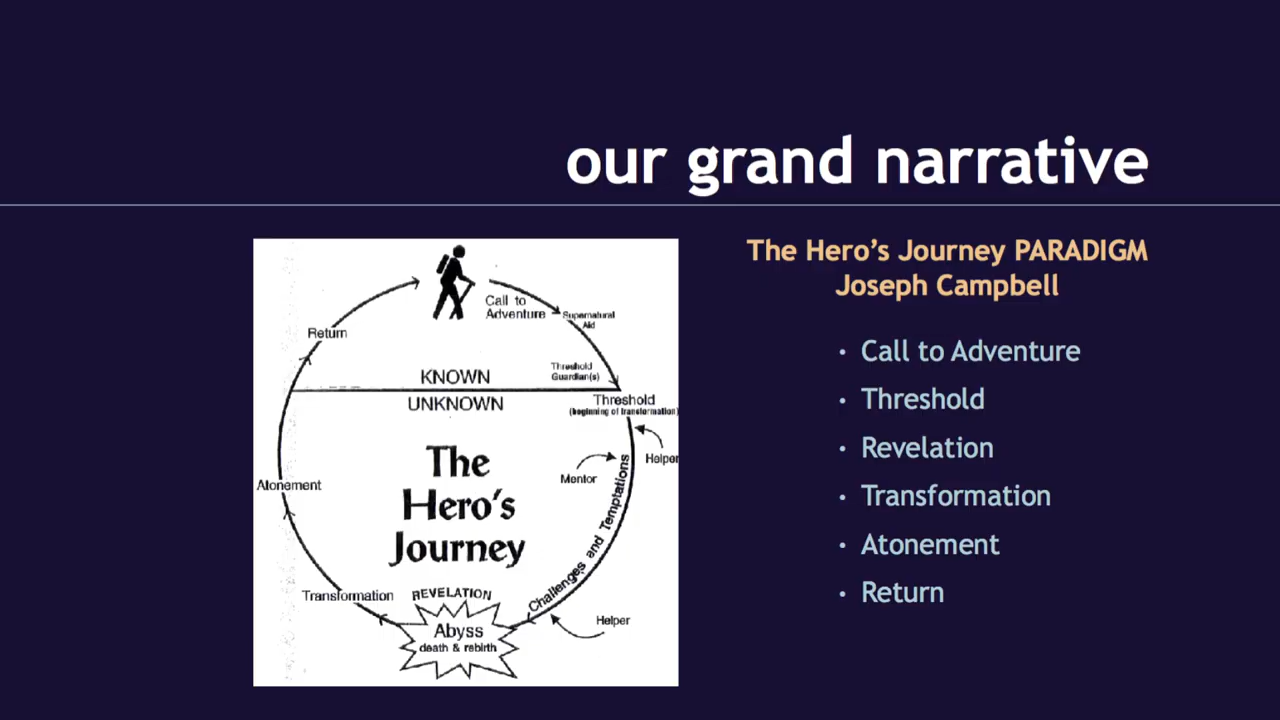 our grand narrative
The Hero's Journey PARADIGM
Joseph Campbell
• Call to Adventure
• Threshold
• Revelation
• Transformation
• Atonement
• Return
Call to
Adventure
Supernatural
Aid
Return
Threshold
Guardian(s)
KNOWN
UNKNOWN
Threshold
(beginning of transformation)
Helper
Mentor
The
Hero's
Journey
Challenges and Temptations
Atonement
Transformation
REVELATION
Abyss
death & rebirth
Helper